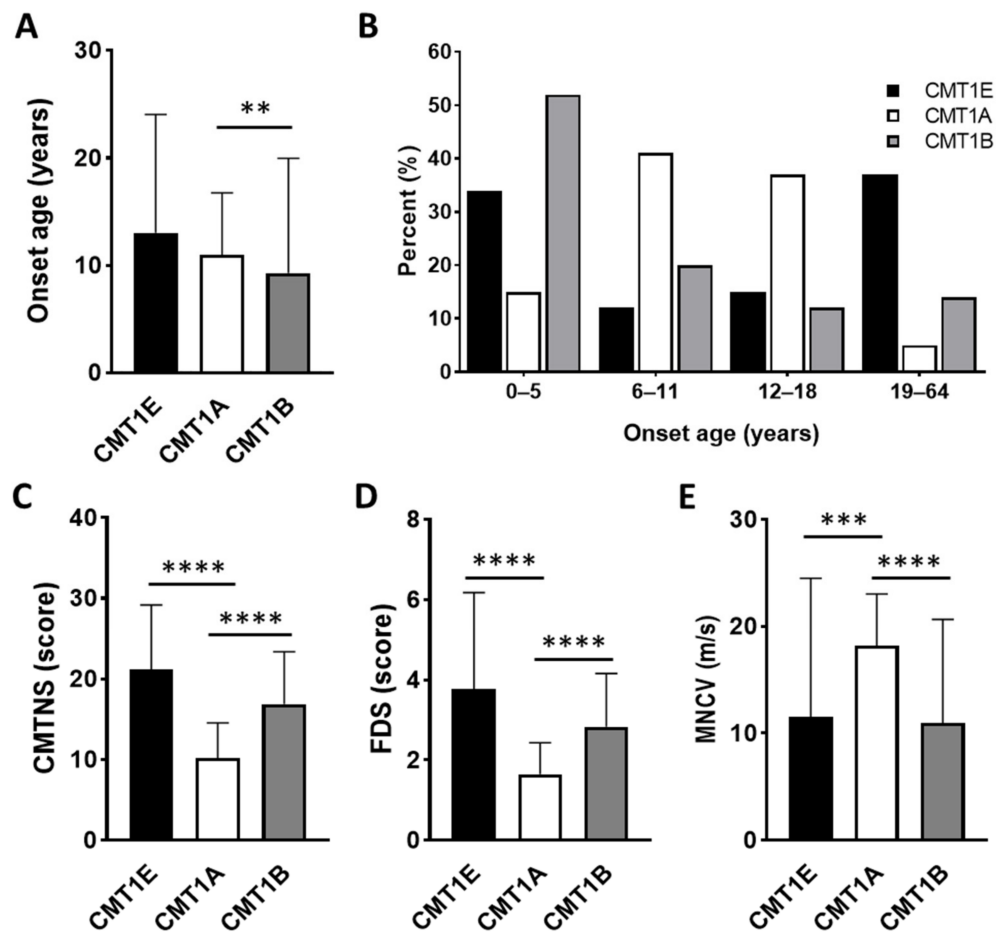 A
Onset age (years)
30
20
10
0
**
CMT1E
CMT1A
CMT1B
B
Percent (%)
60
50
40
30
20
10
0
CMT1E
CMT1A
CMT1B
0–5
6–11
12–18
19–64
Onset age (years)
C
CMTNS (score)
40
30
20
10
0
****
****
CMT1E
CMT1A
CMT1B
D
FDS (score)
8
6
4
2
0
****
****
CMT1E
CMT1A
CMT1B
E
MNCV (m/s)
30
20
10
0
***
****
CMT1E
CMT1A
CMT1B